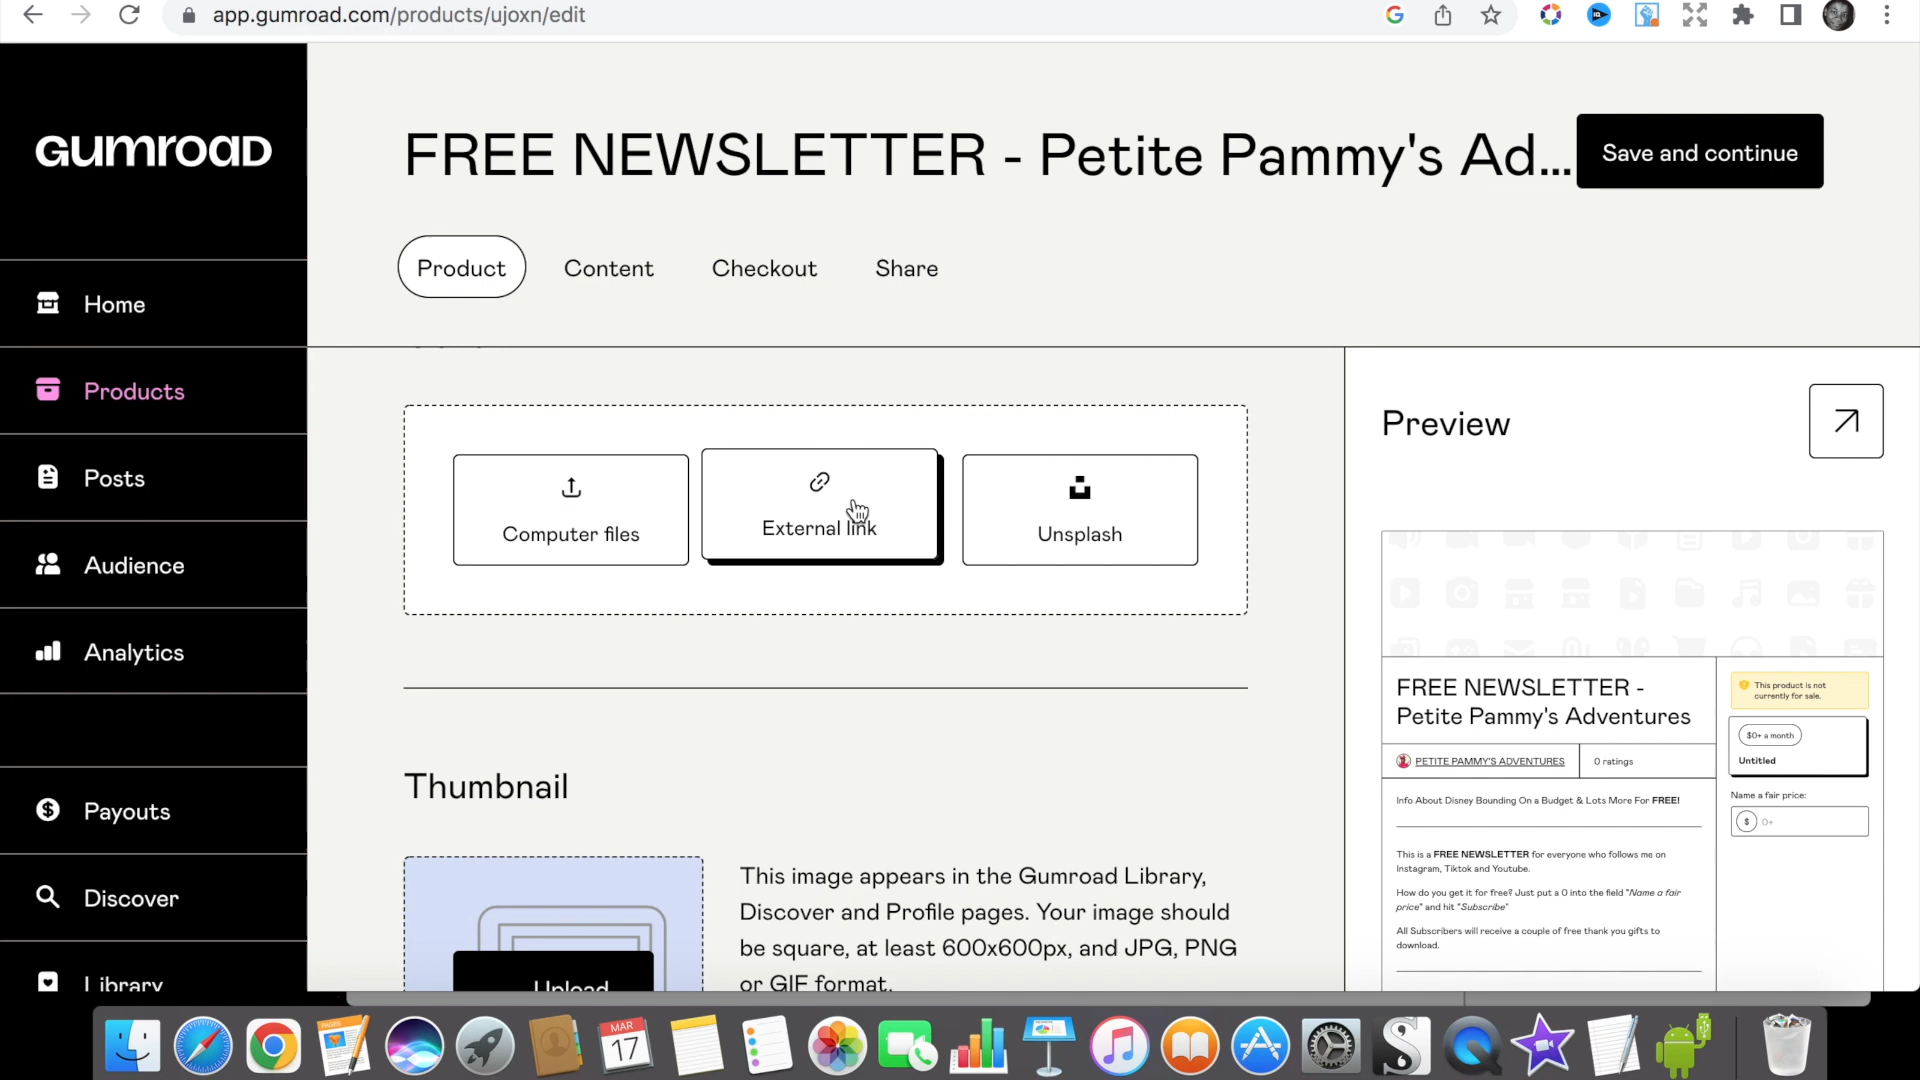 app.gumroad.com/products/ujoxn/edit
GUMROAD
FREE NEWSLETTER - Petite Pammy's Ad...
Save and continue
Product
Content
Checkout
Share
Home
Products
Posts
Audience
Analytics
Payouts
Discover
Library
Computer files
External link
Unsplash
Thumbnail
Upload
This image appears in the Gumroad Library,
Discover and Profile pages. Your image should
be square, at least 600x600px, and JPG, PNG
or GIF format.
Preview
FREE NEWSLETTER -
Petite Pammy's Adventures
PETITE PAMMY'S ADVENTURES
0 ratings
Info About Disney Bounding On a Budget & Lots More For FREE!
This is a FREE NEWSLETTER for everyone who follows me on
Instagram, Tiktok and Youtube.
How do you get it for free? Just put a 0 into the field "Name a fair
price" and hit "Subscribe"
All Subscribers will receive a couple of free thank you gifts to
download.
This product is not
currently for sale.
$0+ a month
Untitled
Name a fair price:
$ 0+
PAGES
MAR
17